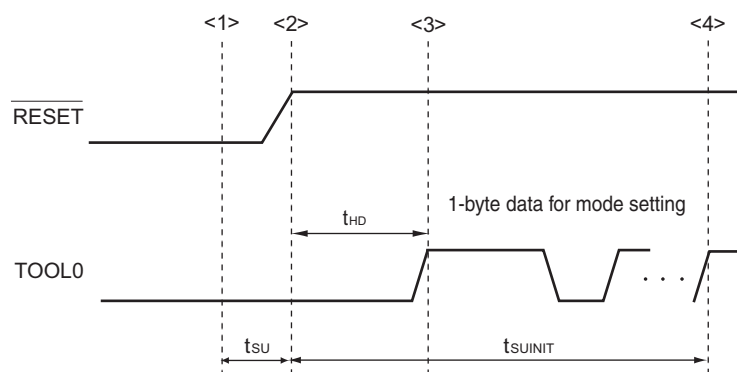 <1> <2> <3> <4>
RESET
tHD
1-byte data for mode setting
TOOL0
. . .
tSU
tSUINIT